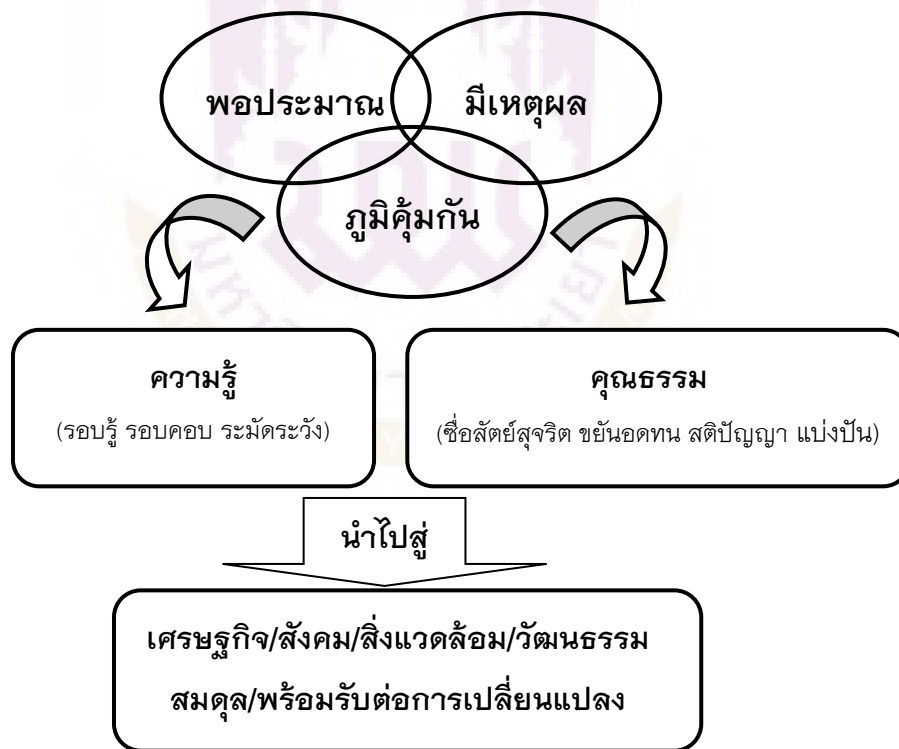 พอประมาณ
มีเหตุผล
ภูมิคุ้มกัน
ความรู้
(รอบรู้ รอบคอบ ระมัดระวัง)
คุณธรรม
(ซื่อสัตย์สุจริต ขยันอดทน สติปัญญา แบ่งปัน)
นำไปสู่
เศรษฐกิจ/สังคม/สิ่งแวดล้อม/วัฒนธรรม
สมดุล/พร้อมรับต่อการเปลี่ยนแปลง